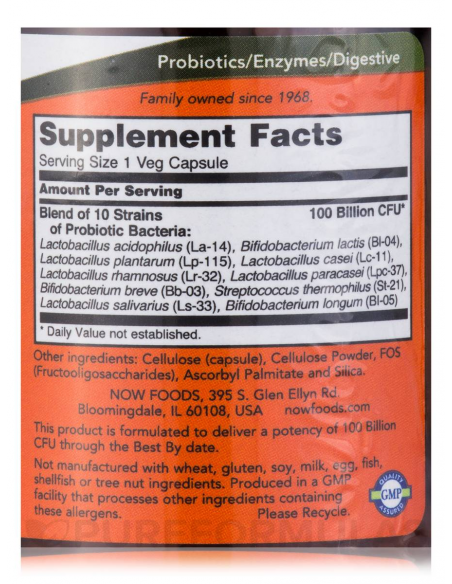 Probiotics/Enzymes/Digestive
Family owned since 1968.
Supplement Facts
Serving Size 1 Veg Capsule
Amount Per Serving
Blend of 10 Strains 100 Billion CFU*
of Probiotic Bacteria:
Lactobacillus acidophilus (La-14), Bifidobacterium lactis (Bl-04),
Lactobacillus plantarum (Lp-115), Lactobacillus casei (Lc-11),
Lactobacillus rhamnosus (Lr-32), Lactobacillus paracasei (Lpc-37),
Bifidobacterium breve (Bb-03), Streptococcus thermophilus (St-21),
Lactobacillus salivarius (Ls-33), Bifidobacterium longum (Bl-05)
* Daily Value not established.
Other ingredients: Cellulose (capsule), Cellulose Powder, FOS
(Fructooligosaccharides), Ascorbyl Palmitate and Silica.
NOW FOODS, 395 S. Glen Ellyn Rd.
Bloomingdale, IL 60108, USA nowfoods.com
This product is formulated to deliver a potency of 100 Billion
CFU through the Best By date.
Not manufactured with wheat, gluten, soy, milk, egg, fish,
shellfish or tree nut ingredients. Produced in a GMP
facility that processes other ingredients containing
these allergens. Please Recycle.
QUALITY
GMP
ASSURED